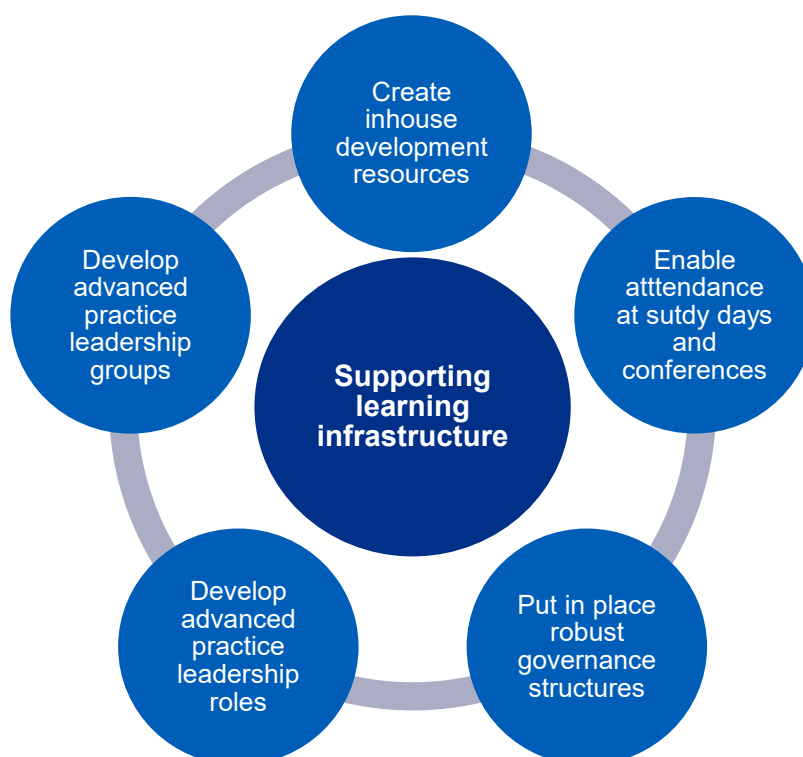 Create
inhouse
development
resources
Enable
atttendance
at sutdy days
and
conferences
Put in place
robust
governance
structures
Develop
advanced
practice
leadership
roles
Develop
advanced
practice
leadership
groups
Supporting
learning
infrastructure